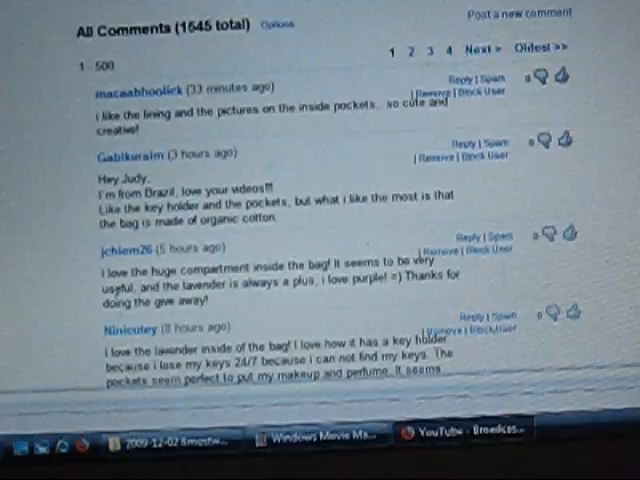 All Comments (1545 total) Options
Post a new comment
1 - 500
1 2 3 4 Next > Oldest >>
macaahhoolick (33 minutes ago)
Reply | Spam
| Remove | Block User
0
i like the lining and the pictures on the inside pockets... so cute and
creative!
Gabikuraim (3 hours ago)
Reply | Spam
| Remove | Block User
0
Hey Judy,
I'm from Brazil, love your videos!!!
Like the key holder and the pockets, but what i like the most is that
the bag is made of organic cotton.
jchiem26 (5 hours ago)
Reply | Spam
| Remove | Block User
0
i love the huge compartment inside the bag! it seems to be very
useful, and the lavender is always a plus, i love purple! =) Thanks for
doing the give away!
Ninicutey (8 hours ago)
Reply | Spam
| Remove | Block User
0
i love the lavender inside of the bag! I love how it has a key holder
because i lose my keys 24/7 because i can not find my keys. The
pockets seem perfect to put my makeup and perfume..It seems
Windows Movie Ma...
YouTube - Broadcas...